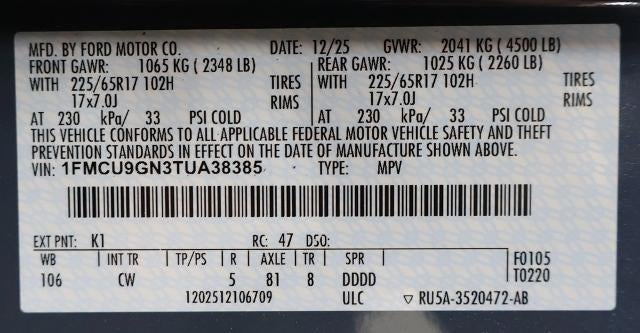 MFD. BY FORD MOTOR CO. DATE: 12/25 GVWR: 2041 KG ( 4500 LB)
FRONT GAWR: 1065 KG ( 2348 LB) REAR GAWR: 1025 KG ( 2260 LB)
WITH 225/65R17 102H TIRES WITH 225/65R17 102H TIRES
17x7.0J RIMS 17x7.0J RIMS
AT 230 kPa/ 33 PSI COLD AT 230 kPa/ 33 PSI COLD
THIS VEHICLE CONFORMS TO ALL APPLICABLE FEDERAL MOTOR VEHICLE SAFETY AND THEFT
PREVENTION STANDARDS IN EFFECT ON THE DATE OF MANUFACTURE SHOWN ABOVE.
VIN: 1FMCU9GN3TUA38385 TYPE: MPV
EXT PNT: K1 RC: 47 DSO:
WB INT TR TP/PS R AXLE TR SPR F0105
106 CW 5 81 8 DDDD T0220
1202512106709 ULC ▽ RU5A-3520472-AB